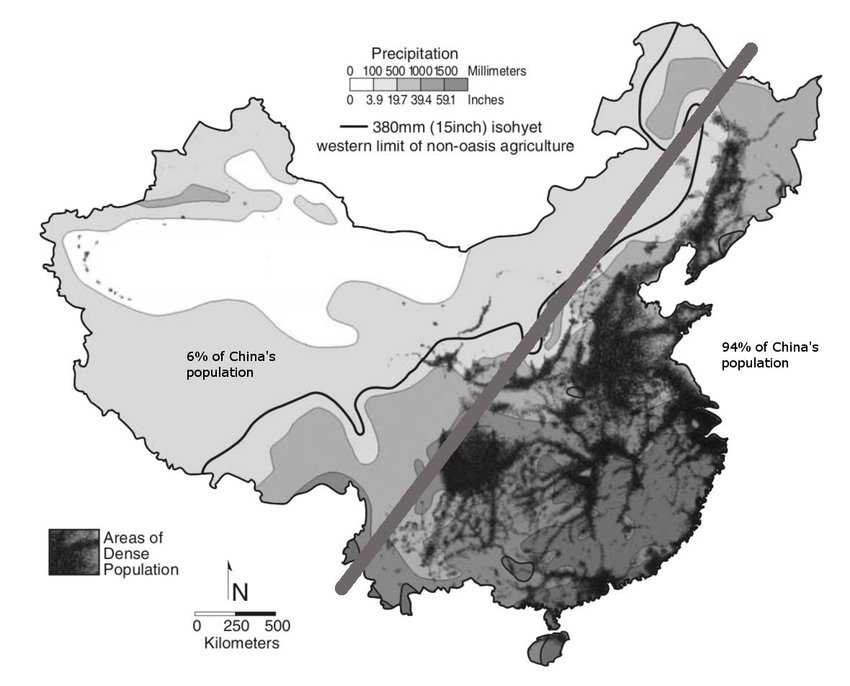 Precipitation
0 100 500 1000 1500 Millimeters
0 3.9 19.7 39.4 59.1 Inches
380mm (15inch) isohyet
western limit of non-oasis agriculture
6% of China's
population
94% of China's
population
Areas of
Dense
Population
N
0 250 500
Kilometers